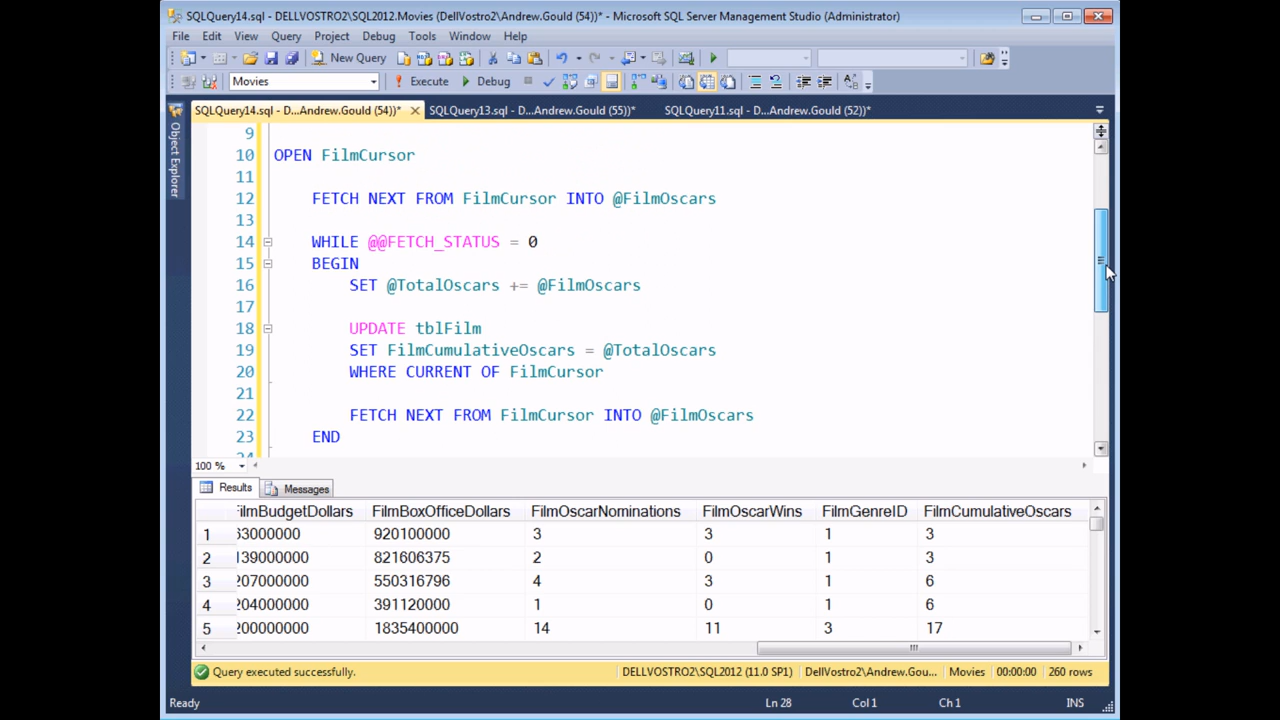 SQLQuery14.sql - DELLVOSTRO2\SQL2012.Movies (DellVostro2\Andrew.Gould (54))* - Microsoft SQL Server Management Studio (Administrator)
File Edit View Query Project Debug Tools Window Help
New Query
Movies Execute Debug
SQLQuery14.sql - D...Andrew.Gould (54))* SQLQuery13.sql - D...Andrew.Gould (55))* SQLQuery11.sql - D...Andrew.Gould (52))*
Object Explorer
9
10 OPEN FilmCursor
11
12 FETCH NEXT FROM FilmCursor INTO @FilmOscars
13
14 WHILE @@FETCH_STATUS = 0
15 BEGIN
16 SET @TotalOscars += @FilmOscars
17
18 UPDATE tblFilm
19 SET FilmCumulativeOscars = @TotalOscars
20 WHERE CURRENT OF FilmCursor
21
22 FETCH NEXT FROM FilmCursor INTO @FilmOscars
23 END
100 %
Results Messages
FilmBudgetDollars FilmBoxOfficeDollars FilmOscarNominations FilmOscarWins FilmGenreID FilmCumulativeOscars
1 63000000 920100000 3 3 1 3
2 139000000 821606375 2 0 1 3
3 207000000 550316796 4 3 1 6
4 204000000 391120000 1 0 1 6
5 200000000 1835400000 14 11 3 17
Query executed successfully. DELLVOSTRO2\SQL2012 (11.0 SP1) DellVostro2\Andrew.Gou... Movies 00:00:00 260 rows
Ready Ln 28 Col 1 Ch 1 INS